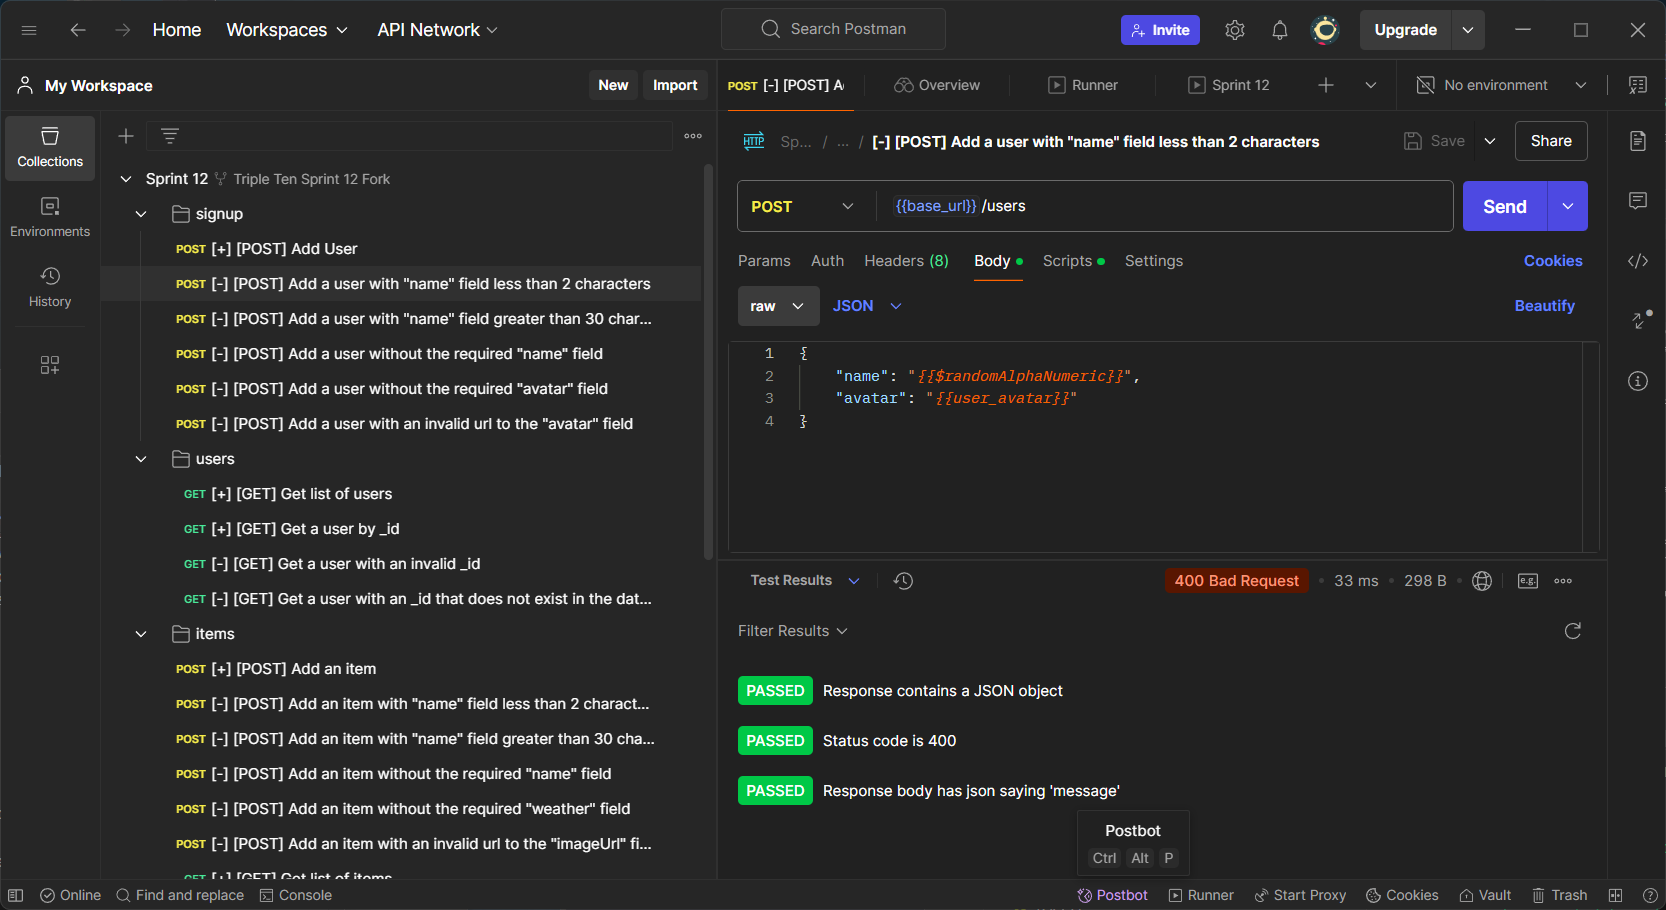 Home Workspaces API Network Search Postman Invite Upgrade
My Workspace New Import
POST [-] [POST] A Overview Runner Sprint 12 No environment
Collections
Environments
History
Sprint 12 Triple Ten Sprint 12 Fork
signup
POST [+] [POST] Add User
POST [-] [POST] Add a user with "name" field less than 2 characters
POST [-] [POST] Add a user with "name" field greater than 30 char...
POST [-] [POST] Add a user without the required "name" field
POST [-] [POST] Add a user without the required "avatar" field
POST [-] [POST] Add a user with an invalid url to the "avatar" field
users
GET [+] [GET] Get list of users
GET [+] [GET] Get a user by _id
GET [-] [GET] Get a user with an invalid _id
GET [-] [GET] Get a user with an _id that does not exist in the dat...
items
POST [+] [POST] Add an item
POST [-] [POST] Add an item with "name" field less than 2 charact...
POST [-] [POST] Add an item with "name" field greater than 30 cha...
POST [-] [POST] Add an item without the required "name" field
POST [-] [POST] Add an item without the required "weather" field
POST [-] [POST] Add an item with an invalid url to the "imageUrl" fi...
GET [+] [GET] Get list of items
HTTP Sp... / ... / [-] [POST] Add a user with "name" field less than 2 characters Save Share
POST {{base_url}} /users Send
Params Auth Headers (8) Body Scripts Settings Cookies
raw JSON Beautify
1 {
2 "name": "{{$randomAlphaNumeric}}",
3 "avatar": "{{user_avatar}}"
4 }
Test Results 400 Bad Request • 33 ms • 298 B • e.g.
Filter Results
PASSED Response contains a JSON object
PASSED Status code is 400
PASSED Response body has json saying 'message'
Postbot
Ctrl Alt P
Online Find and replace Console Postbot Runner Start Proxy Cookies Vault Trash